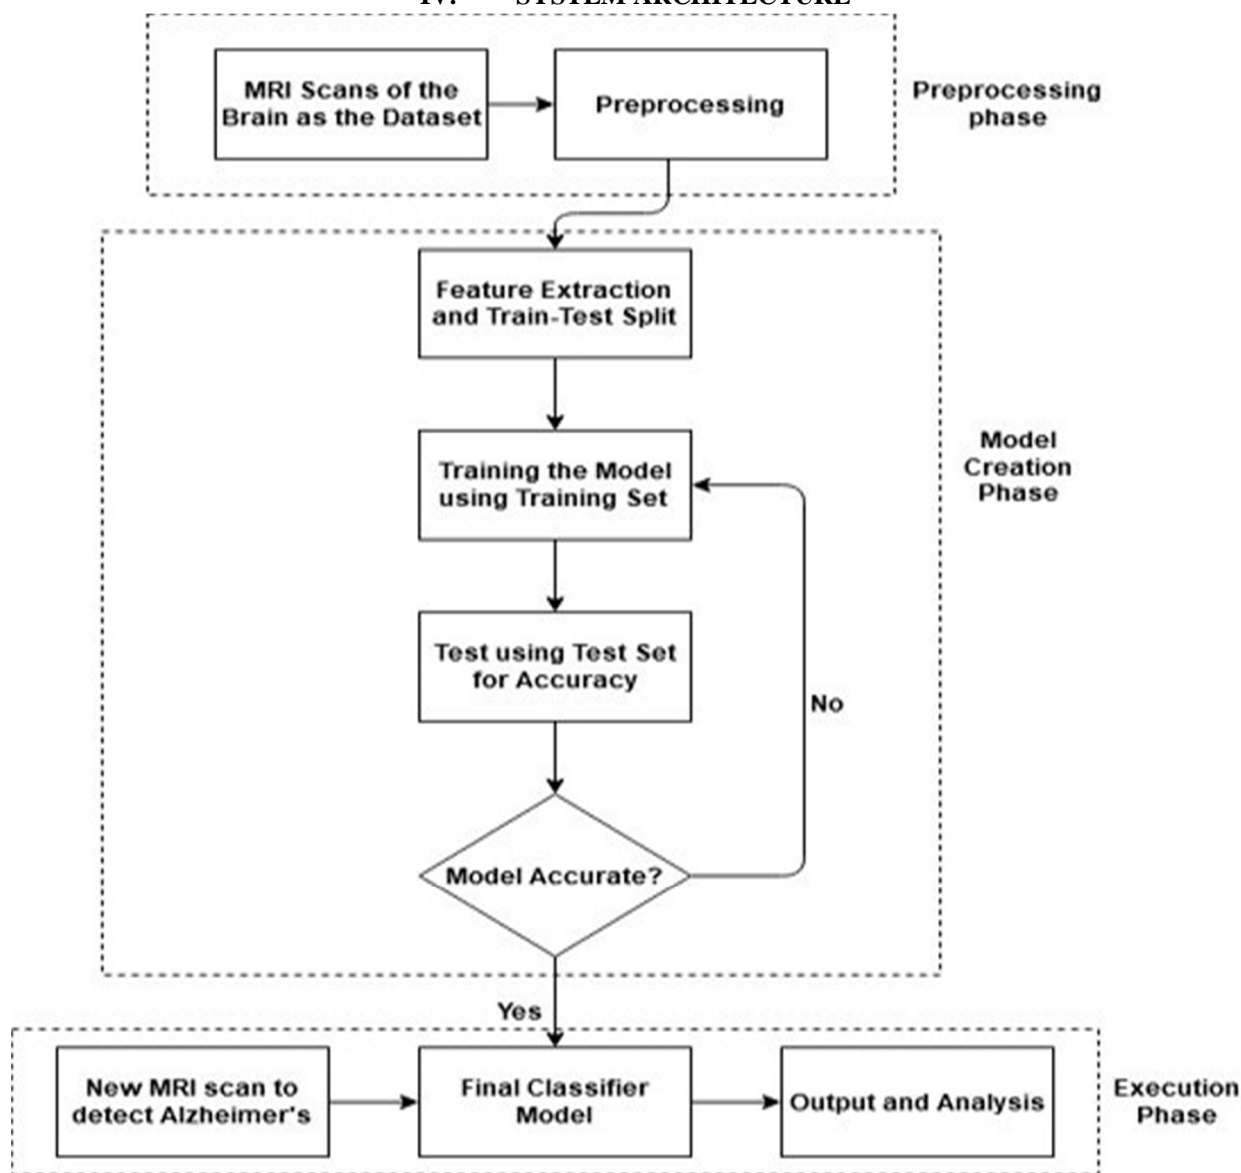 IV. SYSTEM ARCHITECTURE
MRI Scans of the
Brain as the Dataset
Preprocessing
Preprocessing
phase
Feature Extraction
and Train-Test Split
Model
Creation
Phase
Training the Model
using Training Set
Test using Test Set
for Accuracy
No
Model Accurate?
Yes
New MRI scan to
detect Alzheimer's
Final Classifier
Model
Output and Analysis
Execution
Phase